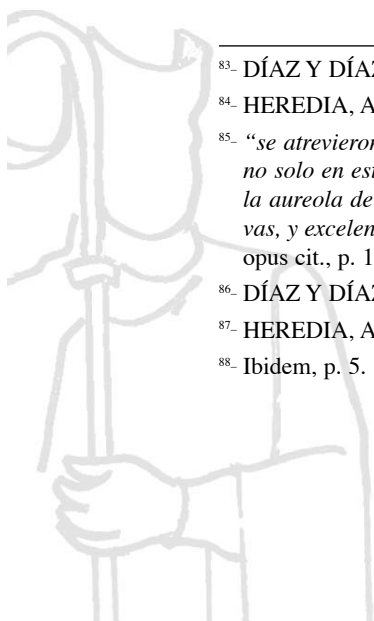 83- DÍAZ Y DÍAZ
84- HEREDIA, A
85- “se atrevieron
no solo en est
la aureola de
vas, y excelen
opus cit., p. 1
86- DÍAZ Y DÍAZ
87- HEREDIA, A
88- Ibidem, p. 5.